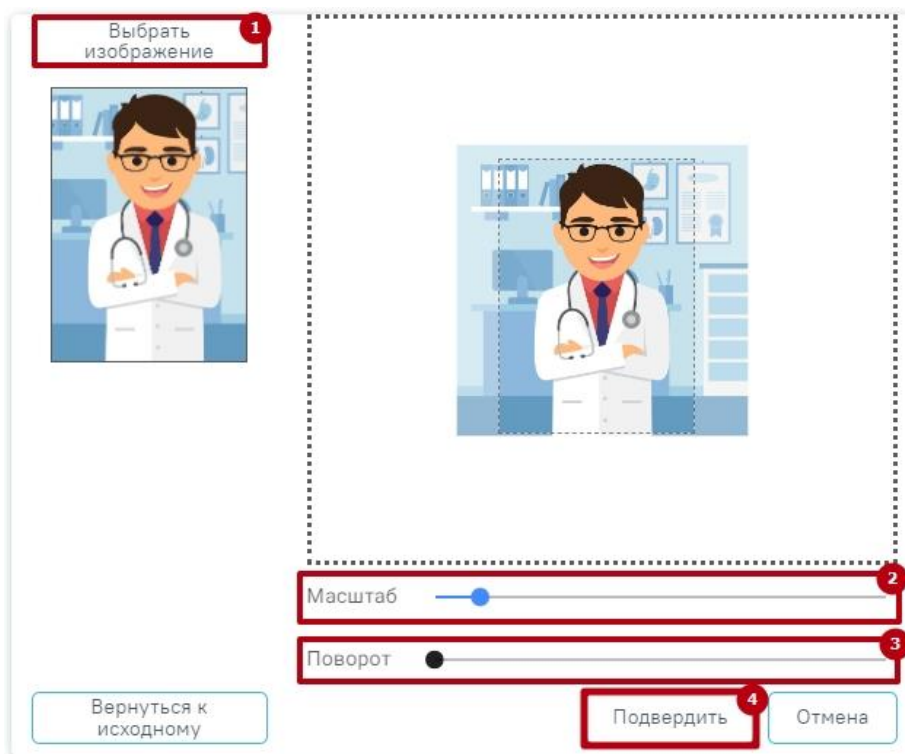 Выбрать
изображение
1
2
Масштаб
3
Поворот
4
Вернуться к
исходному
Подвердить
Отмена